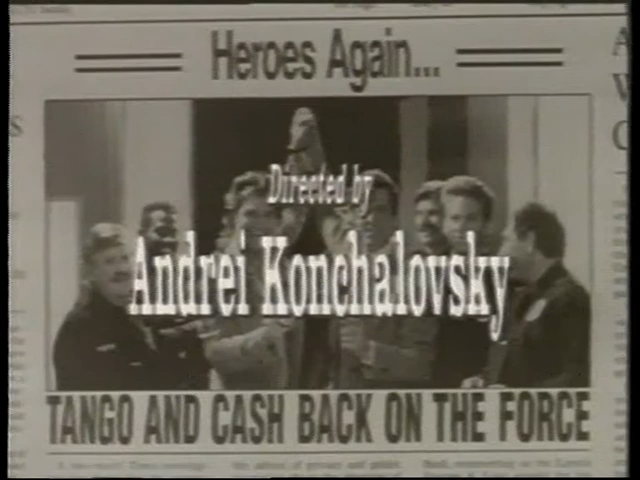 Heroes Again...
Directed by
Andrei Konchalovsky
TANGO AND CASH BACK ON THE FORCE